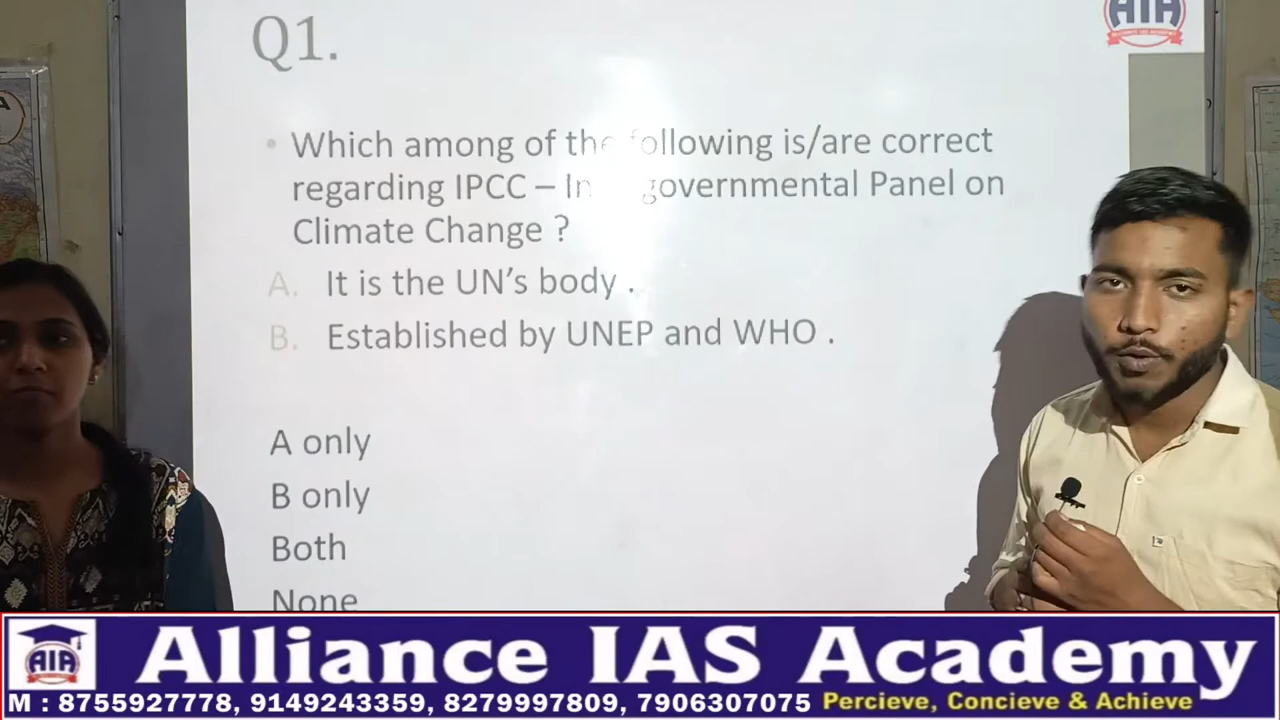 Q1.
AIA
• Which among of the following is/are correct
regarding IPCC – In governmental Panel on
Climate Change ?
A. It is the UN's body .
B. Established by UNEP and WHO .
A only
B only
Both
None
AIA
Alliance IAS Academy
M : 8755927778, 9149243359, 8279997809, 7906307075 Percieve, Concieve & Achieve